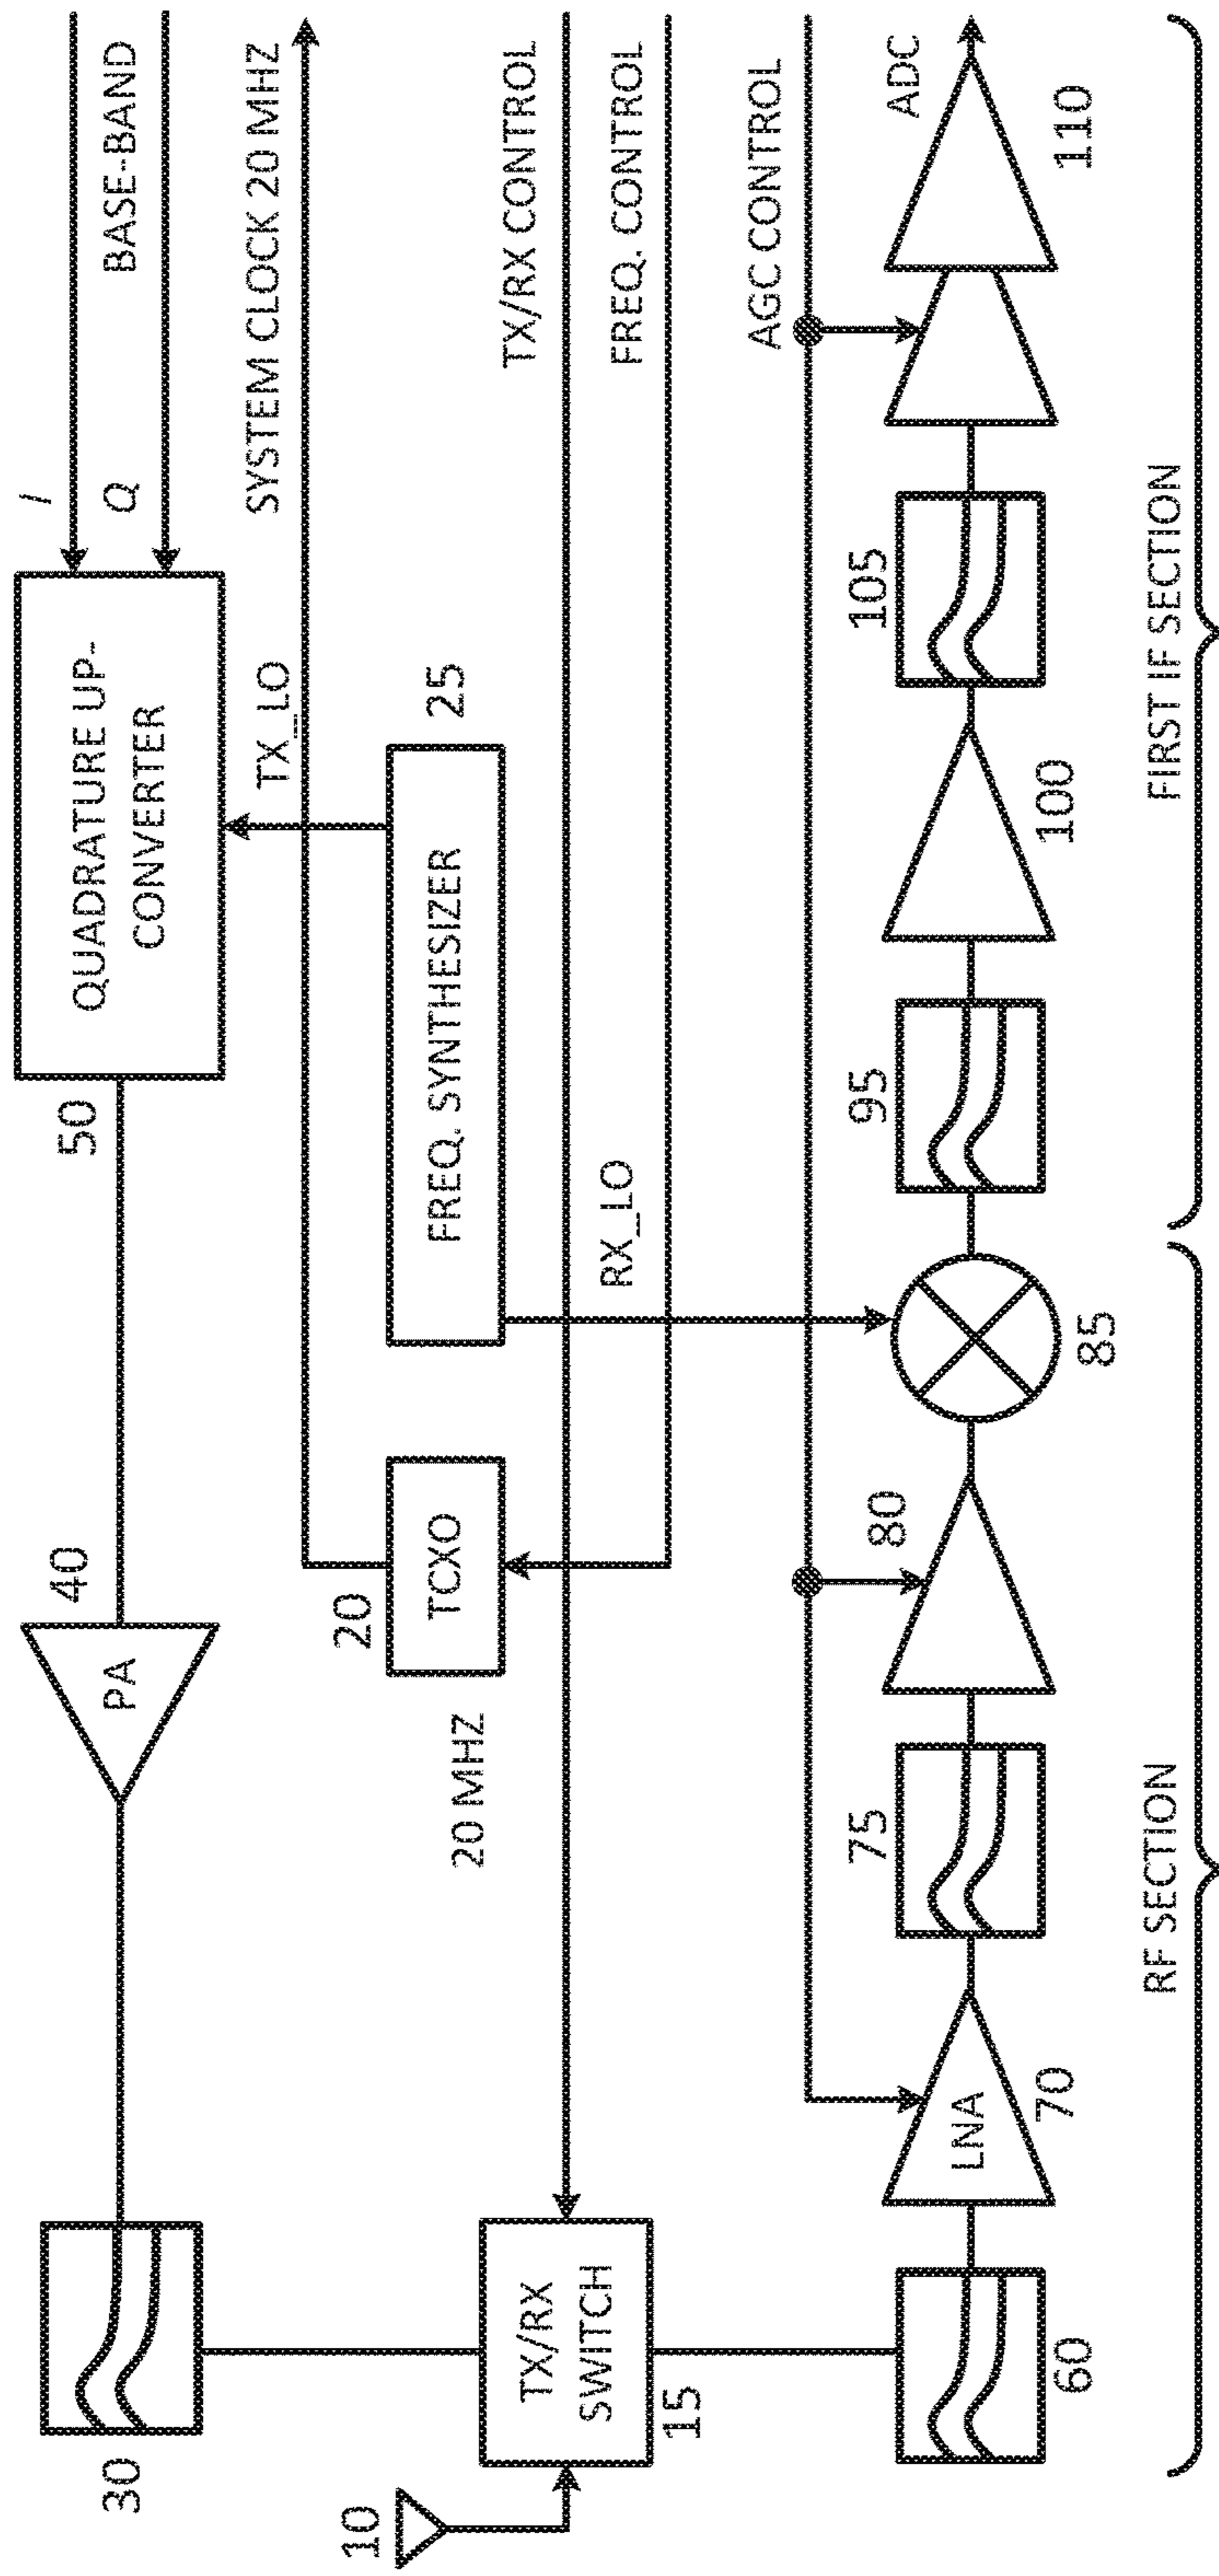 I
Q
BASE-BAND
SYSTEM CLOCK 20 MHZ
QUADRATURE UP-
CONVERTER
50
40
PA
30
TX_LO
25
FREQ. SYNTHESIZER
TCXO
20
20 MHZ
TX/RX CONTROL
FREQ. CONTROL
RX_LO
10
TX/RX
SWITCH
15
AGC CONTROL
60
LNA
70
75
80
85
95
100
105
ADC
110
RF SECTION
FIRST IF SECTION